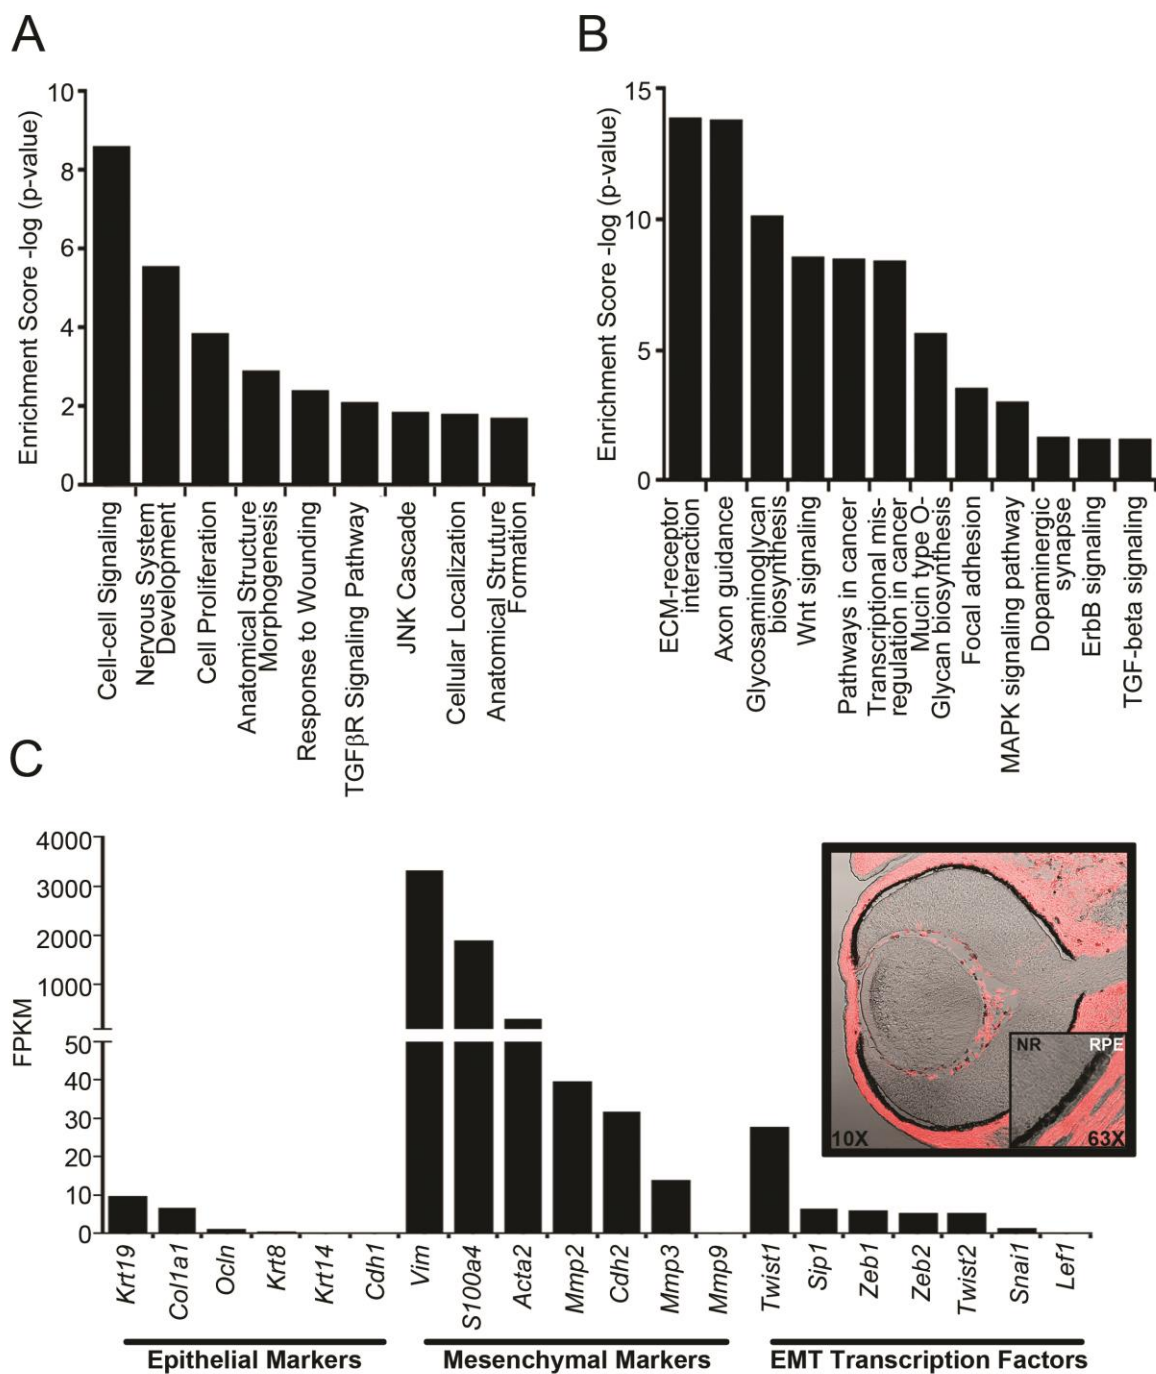 A
Enrichment Score -log (p-value)
10
8
6
4
2
0
Cell-cell Signaling
Nervous System
Development
Cell Proliferation
Anatomical Structure
Morphogenesis
Response to Wounding
TGFβR Signaling Pathway
JNK Cascade
Cellular Localization
Anatomical Struture
Formation
B
Enrichment Score -log (p-value)
15
10
5
0
ECM-receptor
interaction
Axon guidance
Glycosaminoglycan
biosynthesis
Wnt signaling
Pathways in cancer
Transcriptional mis-
regulation in cancer
Mucin type O-
Glycan biosynthesis
Focal adhesion
MAPK signaling pathway
Dopaminergic
synapse
ErbB signaling
TGF-beta signaling
C
FPKM
4000
3000
2000
1000
50
40
30
20
10
0
Krt19
Col1a1
Ocln
Krt8
Krt14
Cdh1
Vim
S100a4
Acta2
Mmp2
Cdh2
Mmp3
Mmp9
Twist1
Sip1
Zeb1
Zeb2
Twist2
Snai1
Lef1
Epithelial Markers
Mesenchymal Markers
EMT Transcription Factors
NR
RPE
10X
63X